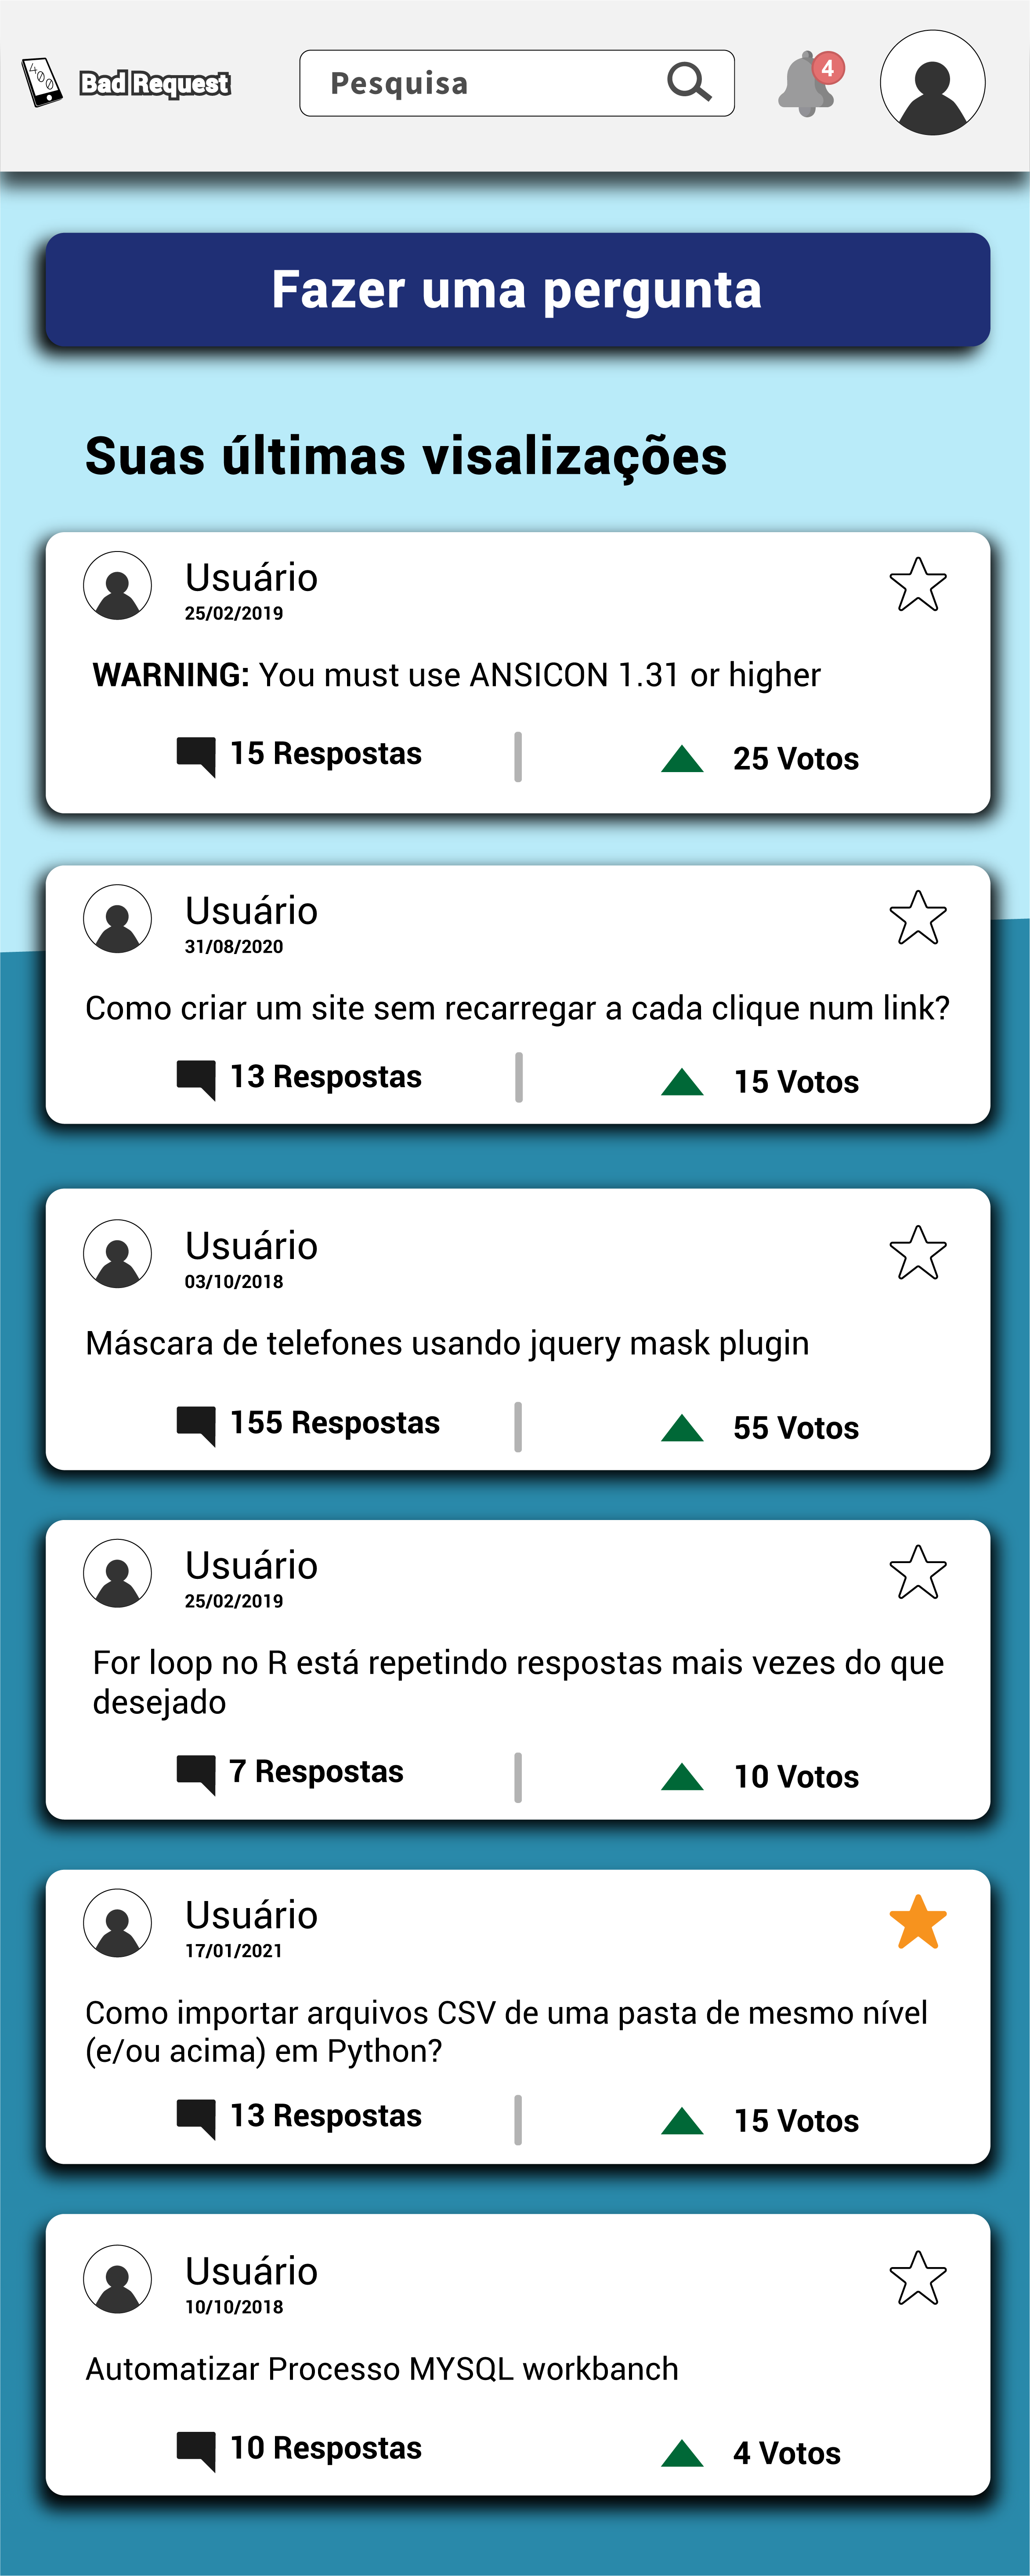 400
Bad Request
Pesquisa
4
Fazer uma pergunta
Suas últimas visalizações
Usuário
25/02/2019
WARNING: You must use ANSICON 1.31 or higher
15 Respostas
25 Votos
Usuário
31/08/2020
Como criar um site sem recarregar a cada clique num link?
13 Respostas
15 Votos
Usuário
03/10/2018
Máscara de telefones usando jquery mask plugin
155 Respostas
55 Votos
Usuário
25/02/2019
For loop no R está repetindo respostas mais vezes do que
desejado
7 Respostas
10 Votos
Usuário
17/01/2021
Como importar arquivos CSV de uma pasta de mesmo nível
(e/ou acima) em Python?
13 Respostas
15 Votos
Usuário
10/10/2018
Automatizar Processo MYSQL workbanch
10 Respostas
4 Votos